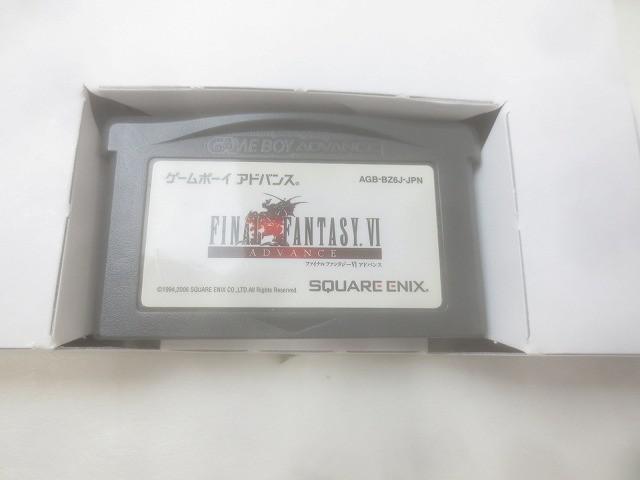 GAME BOY ADVANCE
ゲームボーイ アドバンス®
AGB-BZ6J-JPN
FINAL FANTASY. VI
ADVANCE
ファイナルファンタジーVI アドバンス
©1994,2006 SQUARE ENIX CO.,LTD All Rights Reserved.
SQUARE ENIX®